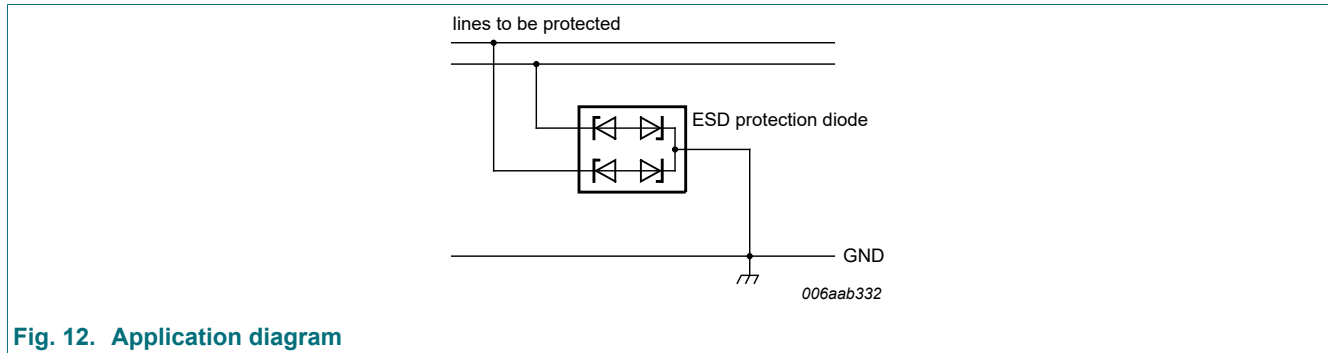 lines to be protected
ESD protection diode
GND
006aab332
Fig. 12. Application diagram